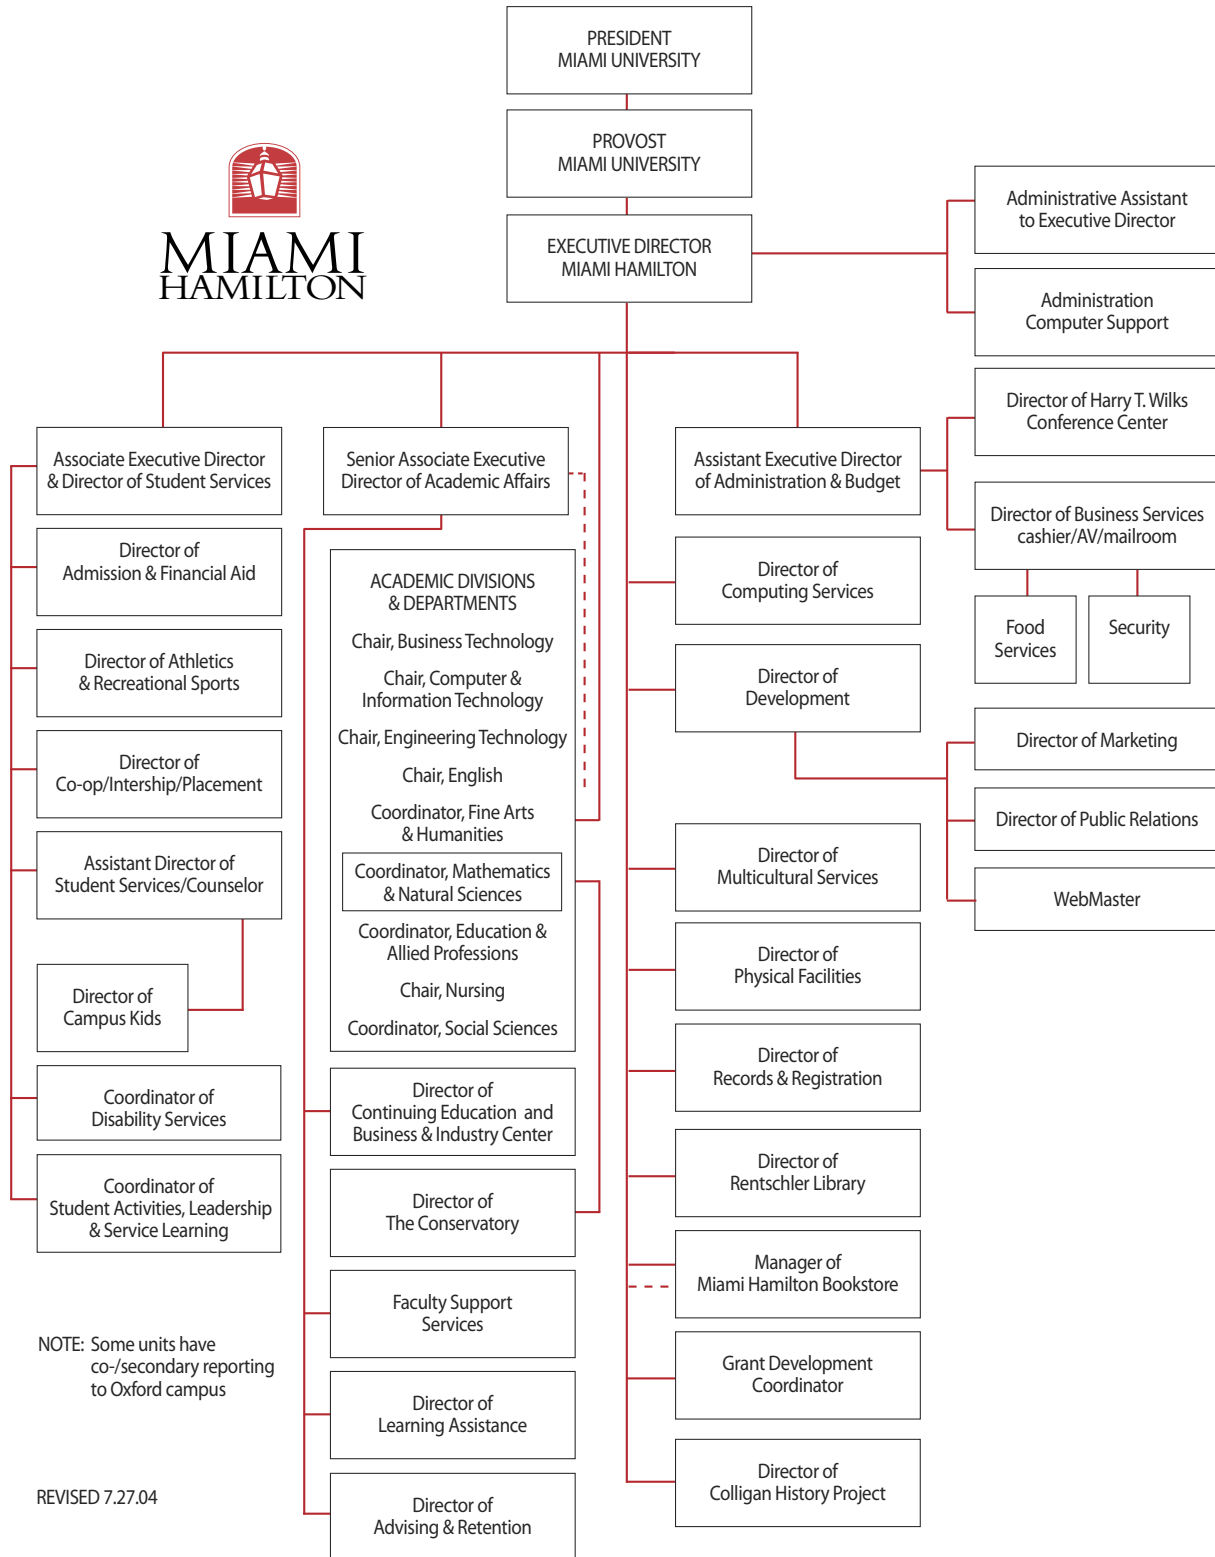 PRESIDENT
MIAMI UNIVERSITY
PROVOST
MIAMI UNIVERSITY
EXECUTIVE DIRECTOR
MIAMI HAMILTON
MIAMI
HAMILTON
Administrative Assistant
to Executive Director
Administration
Computer Support
Associate Executive Director
& Director of Student Services
Director of
Admission & Financial Aid
Director of Athletics
& Recreational Sports
Director of
Co-op/Intership/Placement
Assistant Director of
Student Services/Counselor
Director of
Campus Kids
Coordinator of
Disability Services
Coordinator of
Student Activities, Leadership
& Service Learning
Senior Associate Executive
Director of Academic Affairs
ACADEMIC DIVISIONS
& DEPARTMENTS
Chair, Business Technology
Chair, Computer &
Information Technology
Chair, Engineering Technology
Chair, English
Coordinator, Fine Arts
& Humanities
Coordinator, Mathematics
& Natural Sciences
Coordinator, Education &
Allied Professions
Chair, Nursing
Coordinator, Social Sciences
Director of
Continuing Education and
Business & Industry Center
Director of
The Conservatory
Faculty Support
Services
Director of
Learning Assistance
Director of
Advising & Retention
Assistant Executive Director
of Administration & Budget
Director of
Computing Services
Director of
Development
Director of
Multicultural Services
Director of
Physical Facilities
Director of
Records & Registration
Director of
Rentschler Library
Manager of
Miami Hamilton Bookstore
Grant Development
Coordinator
Director of
Colligan History Project
Director of Harry T. Wilks
Conference Center
Director of Business Services
cashier/AV/mailroom
Food
Services
Security
Director of Marketing
Director of Public Relations
WebMaster
NOTE: Some units have
co-/secondary reporting
to Oxford campus
REVISED 7.27.04